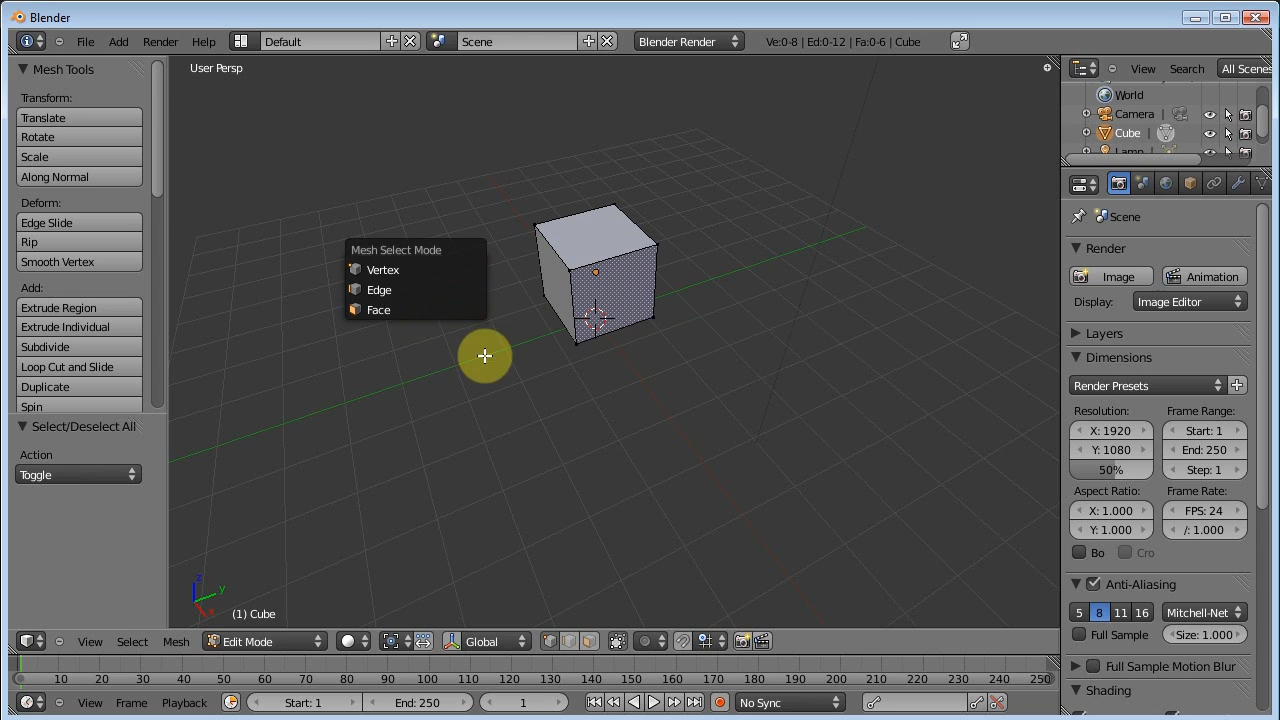 Blender
File Add Render Help Default Scene Blender Render Ve:0-8 | Ed:0-12 | Fa:0-6 | Cube
Mesh Tools
Transform:
Translate
Rotate
Scale
Along Normal
Deform:
Edge Slide
Rip
Smooth Vertex
Add:
Extrude Region
Extrude Individual
Subdivide
Loop Cut and Slide
Duplicate
Spin
Select/Deselect All
Action
Toggle
User Persp
Mesh Select Mode
Vertex
Edge
Face
z
y
x
(1) Cube
View Select Mesh Edit Mode Global
View Search All Scenes
World
Camera
Cube
Lamp
Scene
Render
Image Animation
Display: Image Editor
Layers
Dimensions
Render Presets
Resolution: Frame Range:
X: 1920 Start: 1
Y: 1080 End: 250
50% Step: 1
Aspect Ratio: Frame Rate:
X: 1.000 FPS: 24
Y: 1.000 /: 1.000
Bo Cro
Anti-Aliasing
5 8 11 16 Mitchell-Net
Full Sample Size: 1.000
Full Sample Motion Blur
Shading
10 20 30 40 50 60 70 80 90 100 110 120 130 140 150 160 170 180 190 200 210 220 230 240 250
View Frame Playback Start: 1 End: 250 1 No Sync